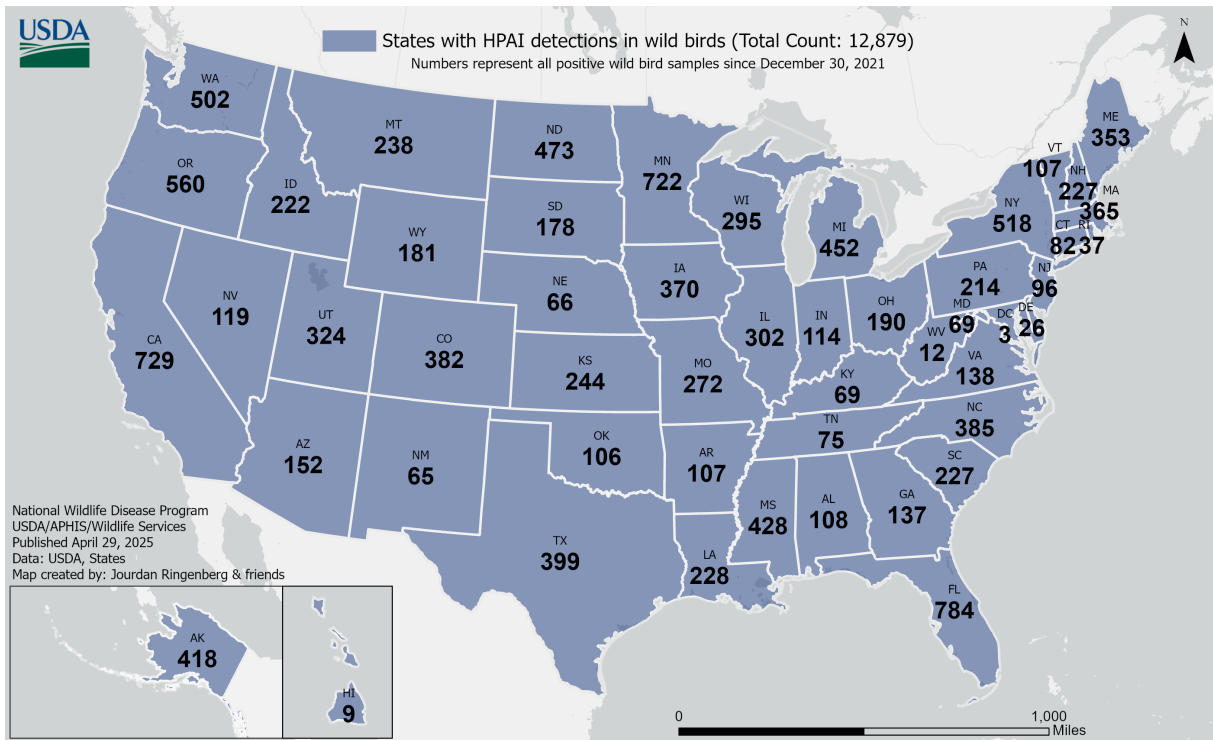 USDA
States with HPAI detections in wild birds (Total Count: 12,879)
Numbers represent all positive wild bird samples since December 30, 2021
N
WA
502
MT
238
ND
473
MN
722
ME
353
VT
107
NH
227
MA
365
OR
560
ID
222
SD
178
WI
295
MI
452
NY
518
CT
82
RI
37
WY
181
NE
66
IA
370
PA
214
NJ
96
NV
119
UT
324
CO
382
IL
302
IN
114
OH
190
MD
69
DC
3
DE
26
WV
12
VA
138
CA
729
KS
244
MO
272
KY
69
NC
385
TN
75
AZ
152
NM
65
OK
106
AR
107
SC
227
MS
428
AL
108
GA
137
TX
399
LA
228
FL
784
National Wildlife Disease Program
USDA/APHIS/Wildlife Services
Published April 29, 2025
Data: USDA, States
Map created by: Jourdan Ringenberg & friends
AK
418
HI
9
0
1,000
Miles